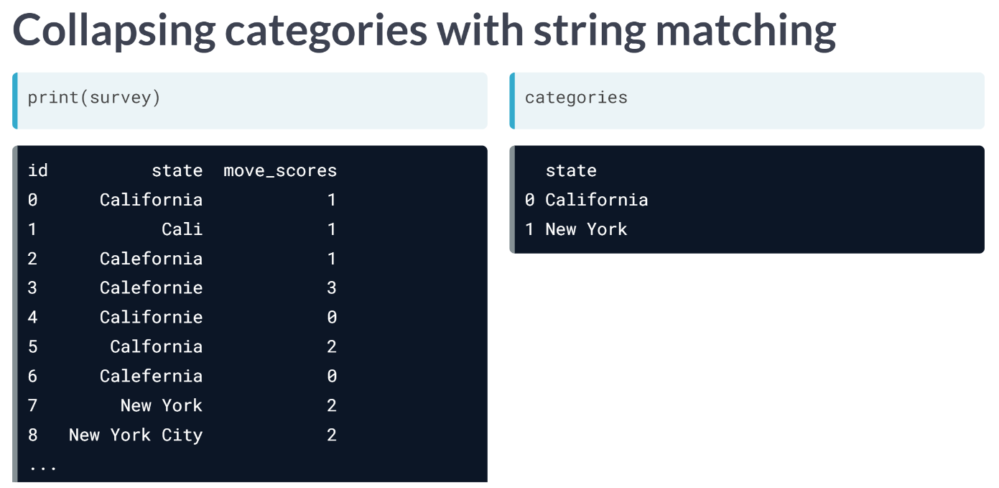 Collapsing categories with string matching
print(survey)
id state move_scores
0 California 1
1 Cali 1
2 Calefornia 1
3 Calefornie 3
4 Californie 0
5 Calfornia 2
6 Calefernia 0
7 New York 2
8 New York City 2
...
categories
state
0 California
1 New York